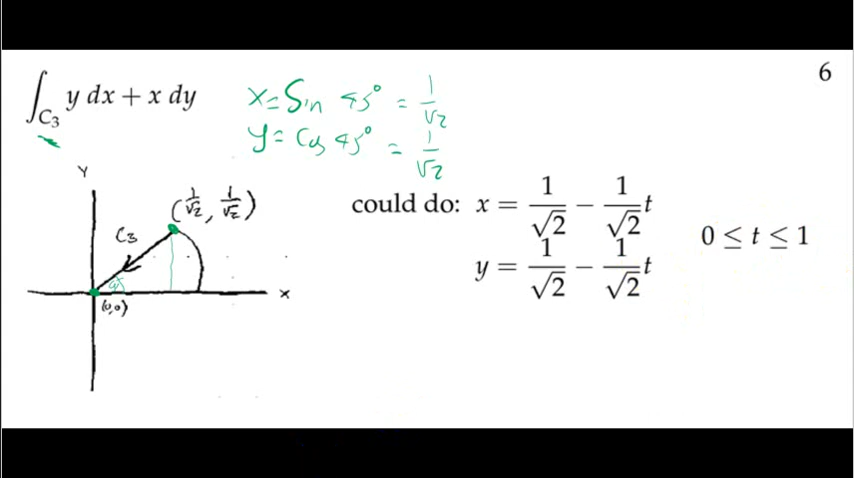 6
∫_{C₃} y dx + x dy
x = Sin 45° = 1/√2
y = Cos 45° = 1/√2
Y
(1/√2, 1/√2)
C3
45
x
(0,0)
could do: x = 1/√2 − 1/√2 t
y = 1/√2 − 1/√2 t
0 ≤ t ≤ 1